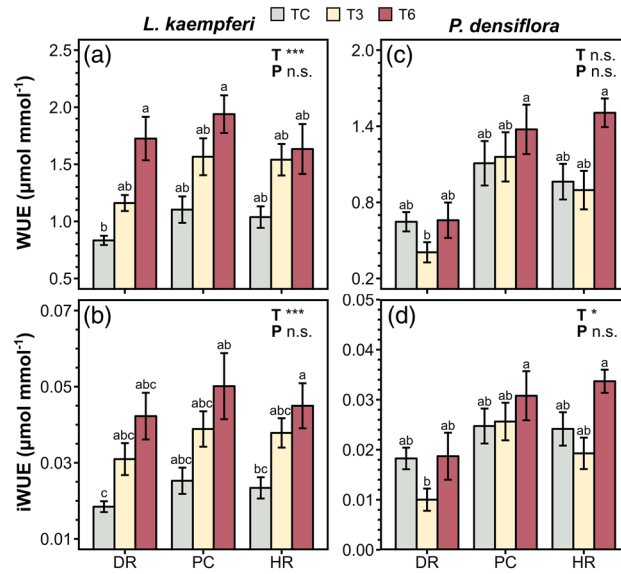 TC T3 T6
L. kaempferi P. densiflora
(a)
T ***
P n.s.
WUE (μmol mmol⁻¹)
2.5
2.0
1.5
1.0
0.5
b ab a ab ab a ab ab ab
(c)
T n.s.
P n.s.
2.0
1.4
0.8
0.2
ab b ab ab ab a ab ab a
(b)
T ***
P n.s.
iWUE (μmol mmol⁻¹)
0.07
0.05
0.03
0.01
c abc abc abc abc ab bc abc a
DR PC HR
(d)
T *
P n.s.
0.05
0.04
0.03
0.02
0.01
0.00
ab b ab ab ab a ab ab a
DR PC HR